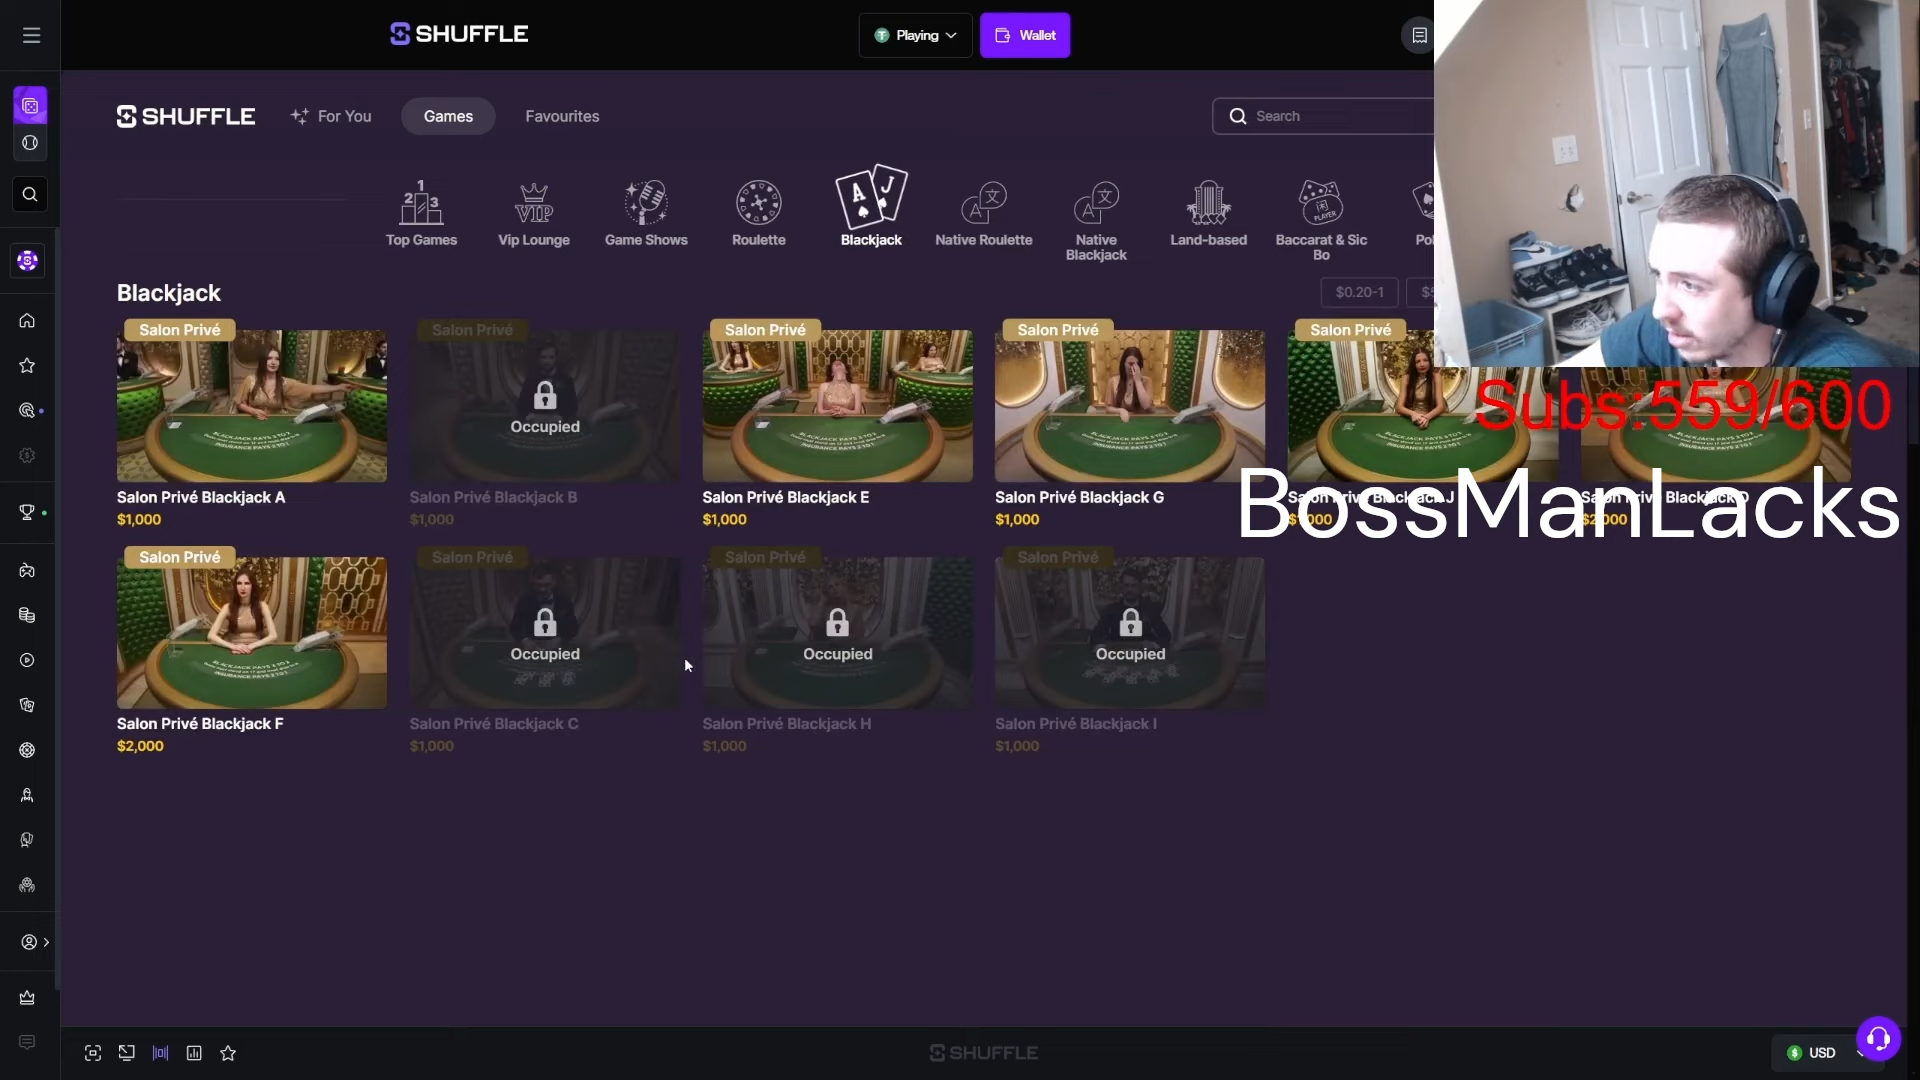 SHUFFLE
Playing
Wallet
SHUFFLE
For You
Games
Favourites
Search
Top Games
Vip Lounge
Game Shows
Roulette
Blackjack
Native Roulette
Native Blackjack
Land-based
Baccarat & Sic Bo
Blackjack
$0.20-1
Salon Privé
Salon Privé
Salon Privé
Salon Privé
Salon Privé
Occupied
Subs:559/600
Salon Privé Blackjack A
Salon Privé Blackjack B
Salon Privé Blackjack E
Salon Privé Blackjack G
Salon Privé Blackjack J
$1,000
$1,000
$1,000
$1,000
$2,000
BossManLacks
Salon Privé
Salon Privé
Salon Privé
Salon Privé
Occupied
Occupied
Occupied
Salon Privé Blackjack F
Salon Privé Blackjack C
Salon Privé Blackjack H
Salon Privé Blackjack I
$2,000
$1,000
$1,000
$1,000
SHUFFLE
USD